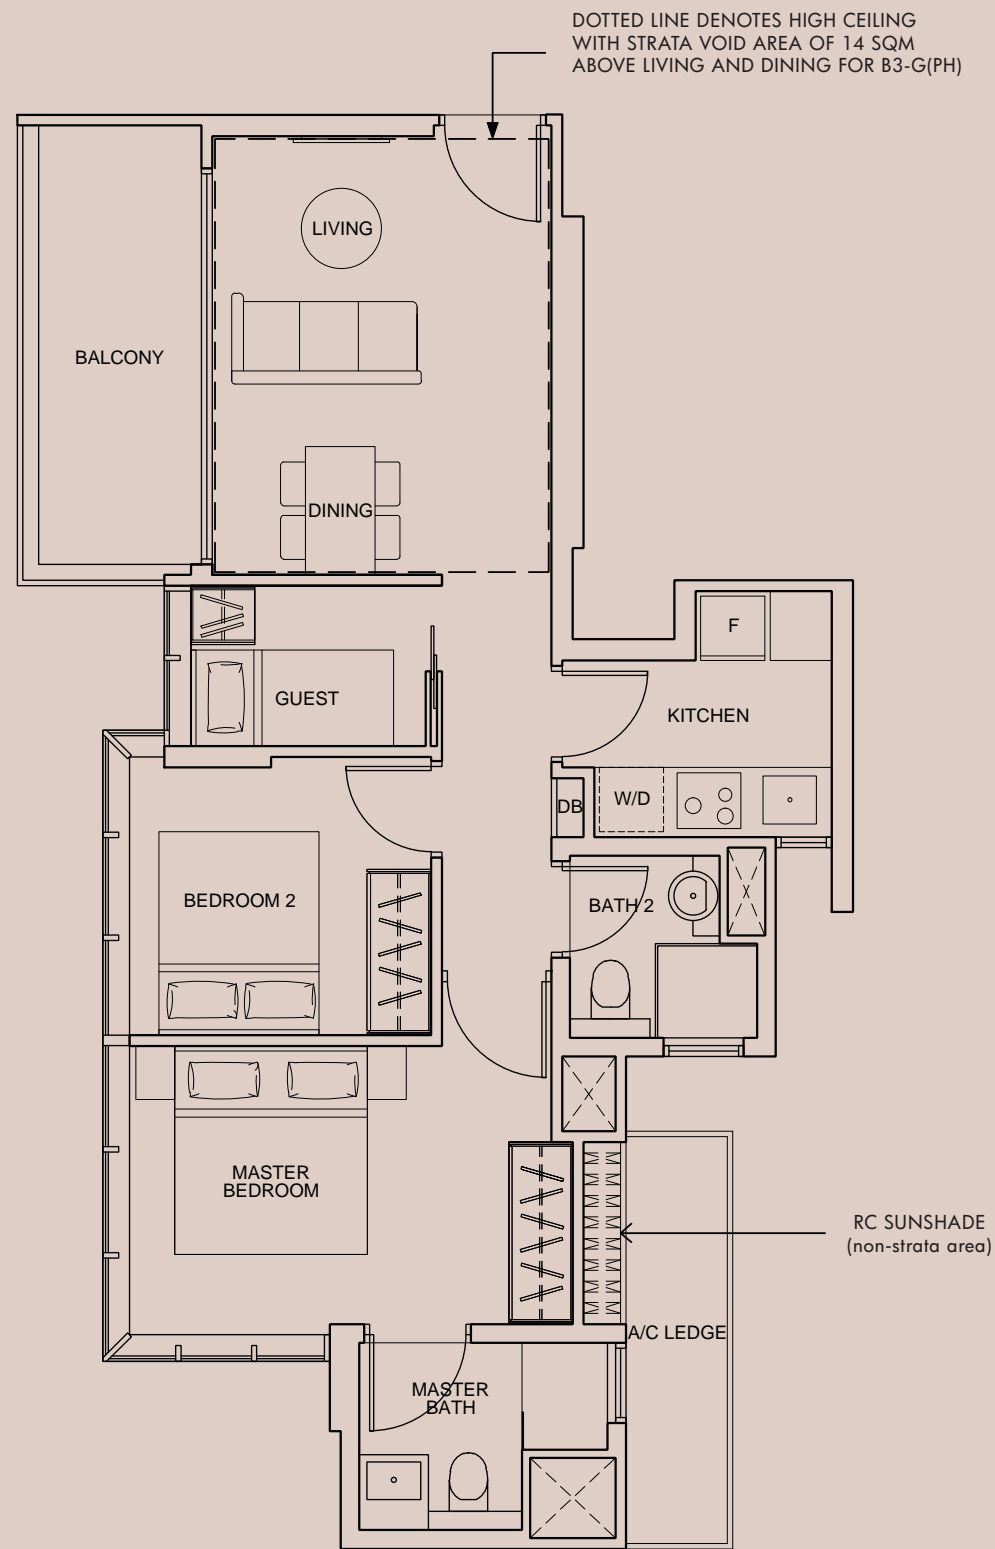 DOTTED LINE DENOTES HIGH CEILING
WITH STRATA VOID AREA OF 14 SQM
ABOVE LIVING AND DINING FOR B3-G(PH)
LIVING
BALCONY
DINING
F
GUEST
KITCHEN
DB
W/D
BEDROOM 2
BATH 2
MASTER
BEDROOM
RC SUNSHADE
(non-strata area)
A/C LEDGE
MASTER
BATH